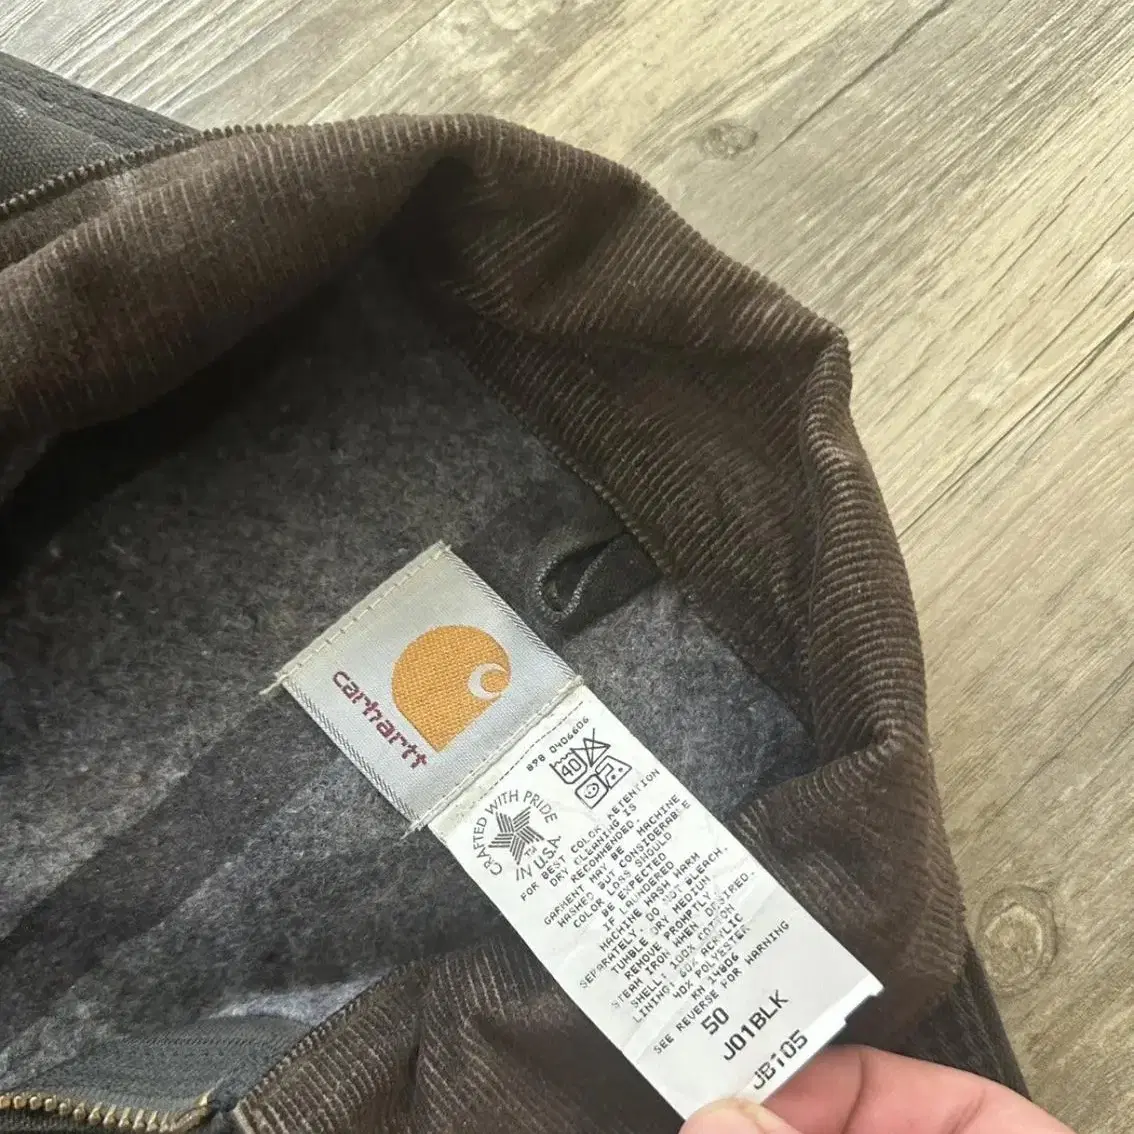 carhartt
898 0406606
40
CRAFTED WITH PRIDE
IN U.S.A.
TM
FOR BEST COLOR RETENTION
DRY CLEANING IS
RECOMMENDED.
GARMENT MAY BE MACHINE
WASHED BUT CONSIDERABLE
COLOR LOSS SHOULD
BE EXPECTED
IF LAUNDERED
MACHINE WASH WARM
SEPARATELY. DO NOT BLEACH.
TUMBLE DRY MEDIUM
REMOVE PROMPTLY
STEAM IRON WHEN DESIRED.
SHELL: 100% COTTON
LINING: 60% ACRYLIC
40% POLYESTER
RN 14806
SEE REVERSE FOR WARNING
50
J01BLK
JB105